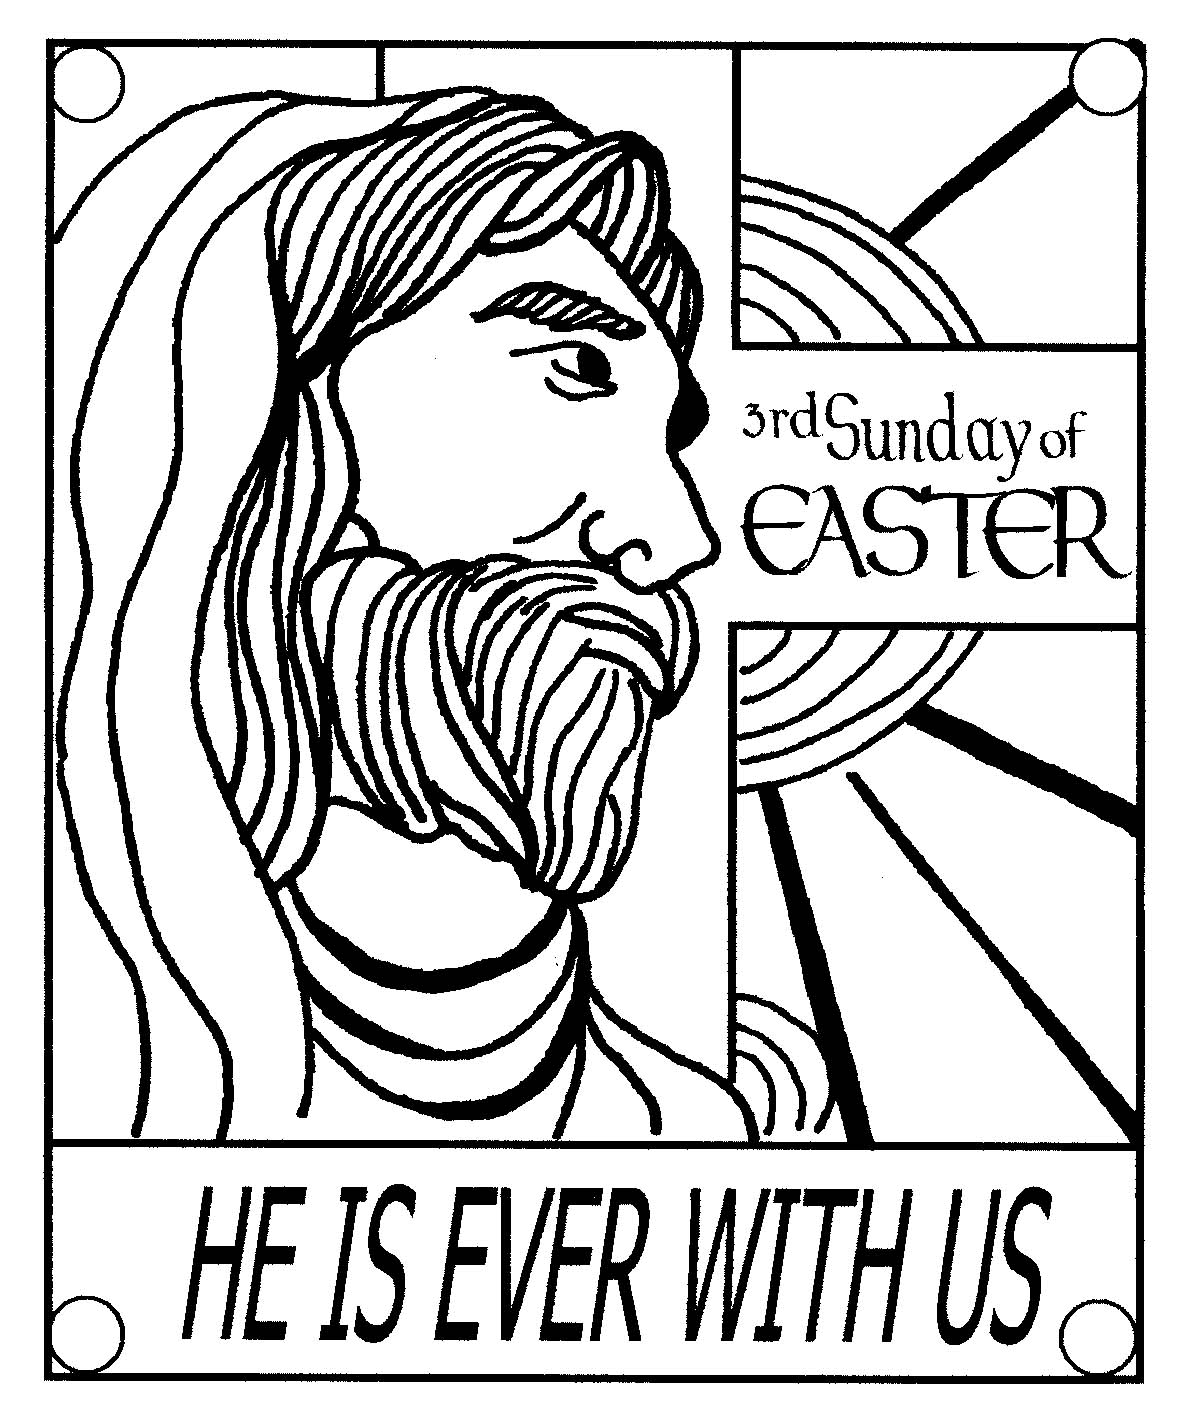 3rd Sunday of
EASTER
HE IS EVER WITH US